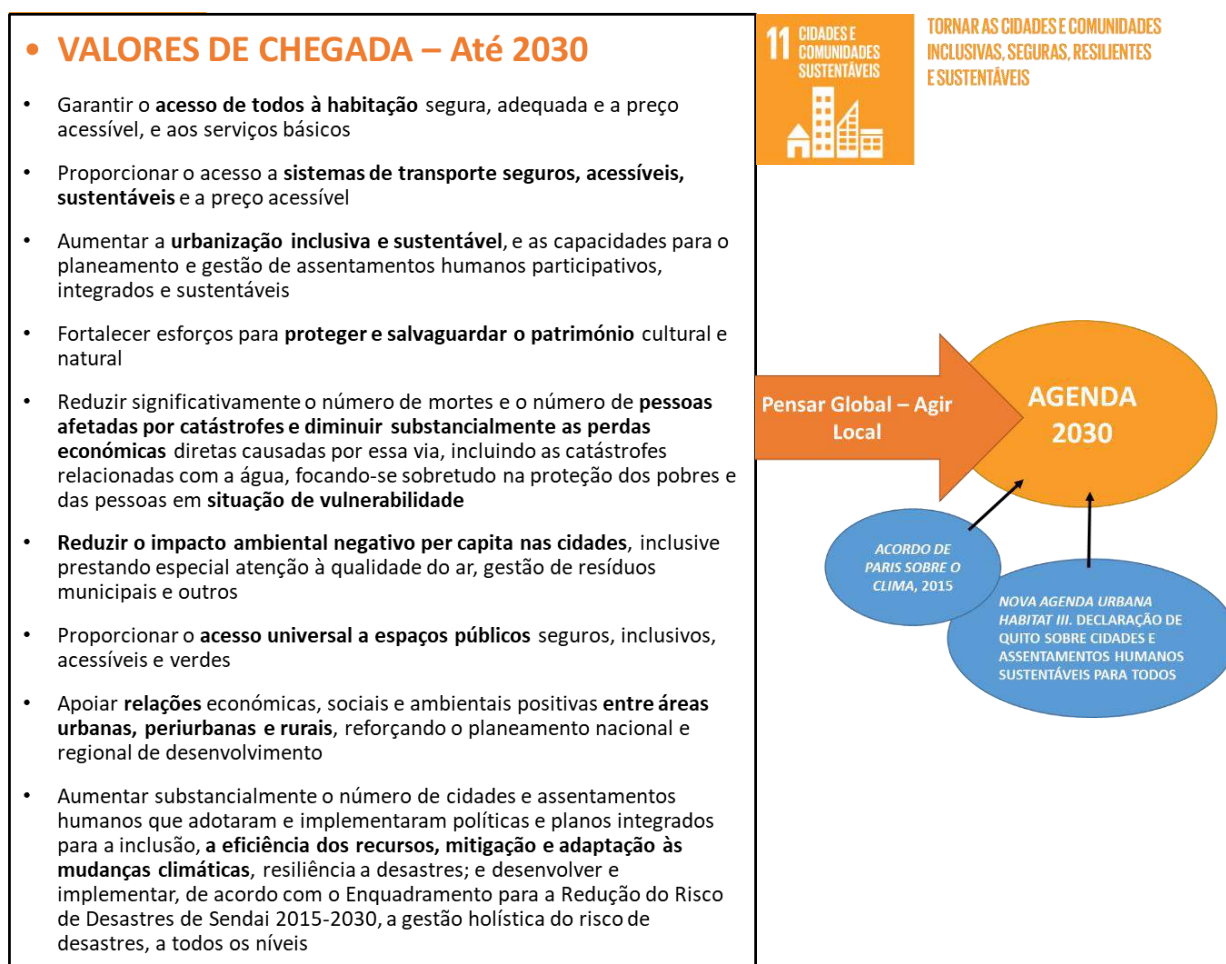 • VALORES DE CHEGADA – Até 2030
• Garantir o acesso de todos à habitação segura, adequada e a preço
acessível, e aos serviços básicos
• Proporcionar o acesso a sistemas de transporte seguros, acessíveis,
sustentáveis e a preço acessível
• Aumentar a urbanização inclusiva e sustentável, e as capacidades para o
planeamento e gestão de assentamentos humanos participativos,
integrados e sustentáveis
• Fortalecer esforços para proteger e salvaguardar o património cultural e
natural
• Reduzir significativamente o número de mortes e o número de pessoas
afetadas por catástrofes e diminuir substancialmente as perdas
económicas diretas causadas por essa via, incluindo as catástrofes
relacionadas com a água, focando-se sobretudo na proteção dos pobres e
das pessoas em situação de vulnerabilidade
• Reduzir o impacto ambiental negativo per capita nas cidades, inclusive
prestando especial atenção à qualidade do ar, gestão de resíduos
municipais e outros
• Proporcionar o acesso universal a espaços públicos seguros, inclusivos,
acessíveis e verdes
• Apoiar relações económicas, sociais e ambientais positivas entre áreas
urbanas, periurbanas e rurais, reforçando o planeamento nacional e
regional de desenvolvimento
• Aumentar substancialmente o número de cidades e assentamentos
humanos que adotaram e implementaram políticas e planos integrados
para a inclusão, a eficiência dos recursos, mitigação e adaptação às
mudanças climáticas, resiliência a desastres; e desenvolver e
implementar, de acordo com o Enquadramento para a Redução do Risco
de Desastres de Sendai 2015-2030, a gestão holística do risco de
desastres, a todos os níveis
11 CIDADES E
COMUNIDADES
SUSTENTÁVEIS
TORNAR AS CIDADES E COMUNIDADES
INCLUSIVAS, SEGURAS, RESILIENTES
E SUSTENTÁVEIS
Pensar Global – Agir
Local
AGENDA
2030
ACORDO DE
PARIS SOBRE O
CLIMA, 2015
NOVA AGENDA URBANA
HABITAT III. DECLARAÇÃO DE
QUITO SOBRE CIDADES E
ASSENTAMENTOS HUMANOS
SUSTENTÁVEIS PARA TODOS